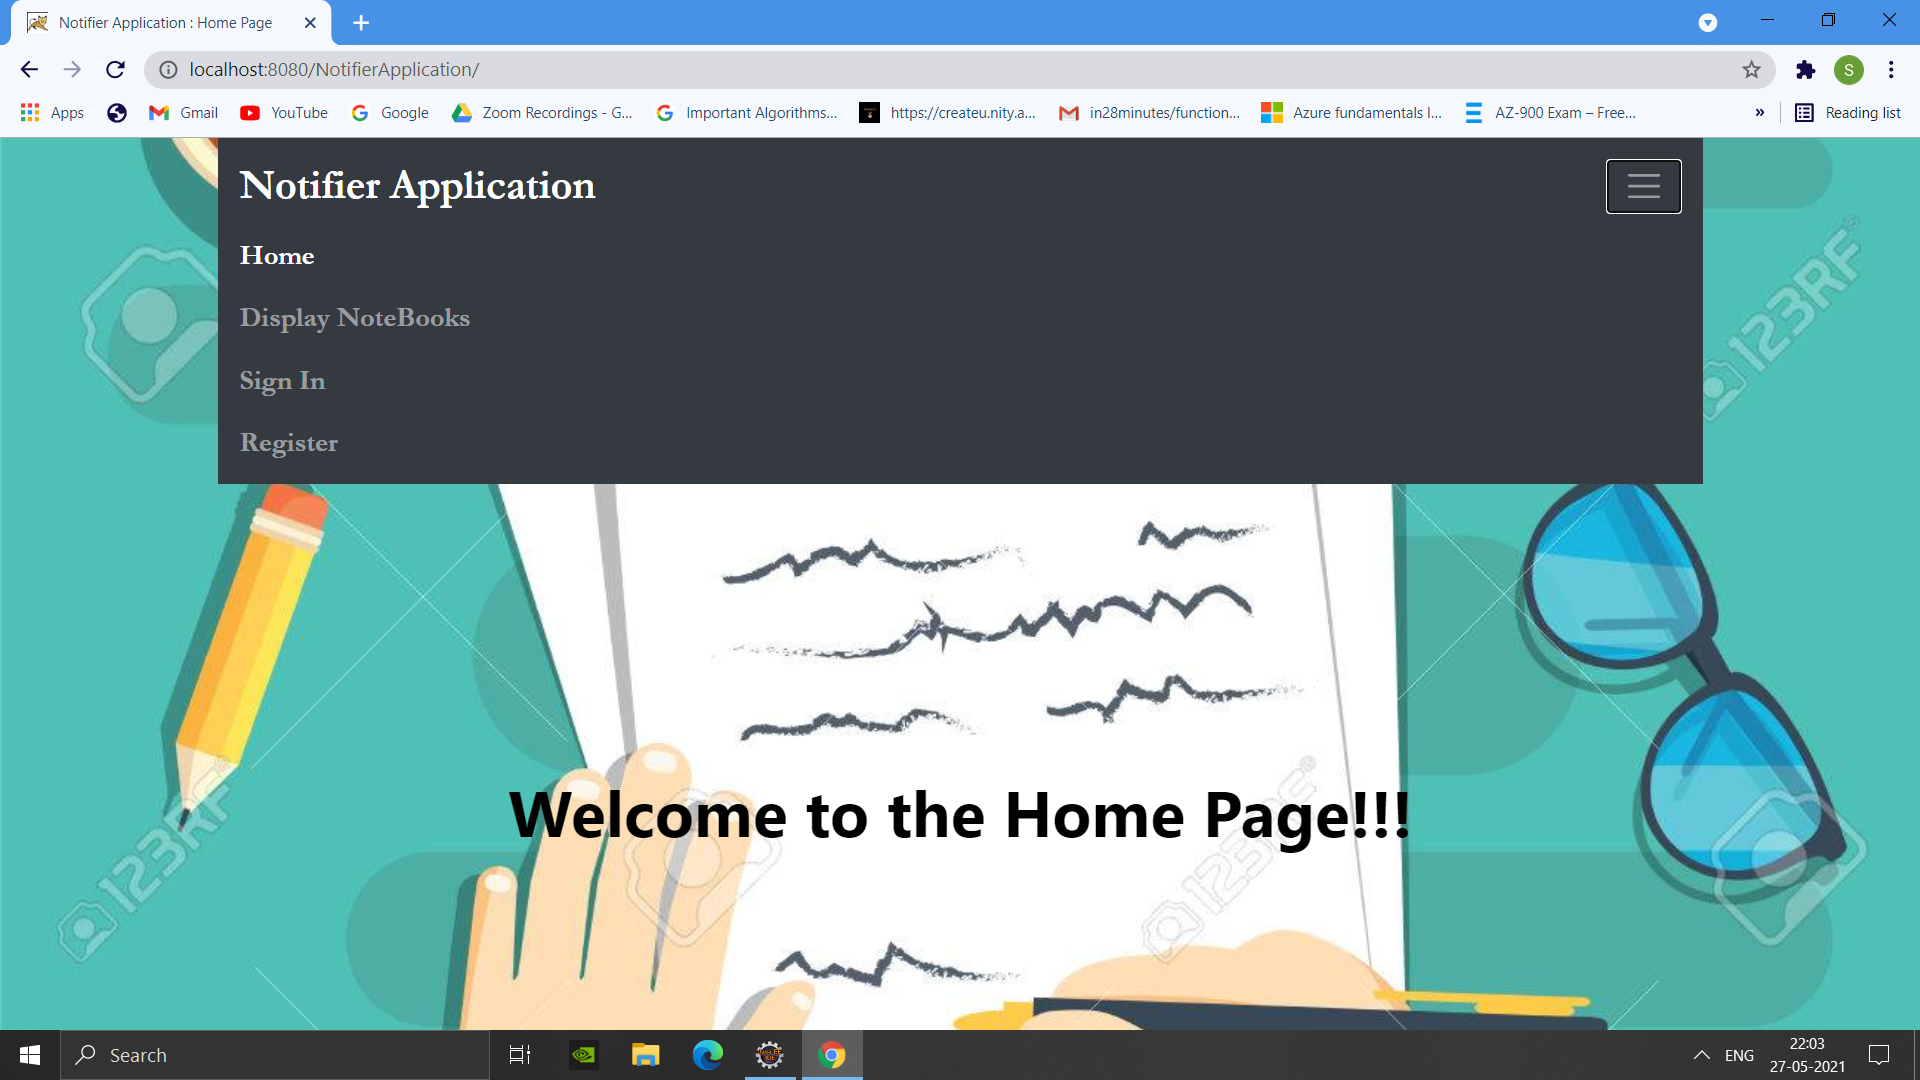 Notifier Application : Home Page
localhost:8080/NotifierApplication/
S
Apps
Gmail
YouTube
Google
Zoom Recordings - G...
Important Algorithms...
https://createu.nity.a...
in28minutes/function...
Azure fundamentals l...
AZ-900 Exam – Free...
»
Reading list
Notifier Application
Home
Display NoteBooks
Sign In
Register
123RF
123RF
123RF
Welcome to the Home Page!!!
Search
ENG
22:03
27-05-2021